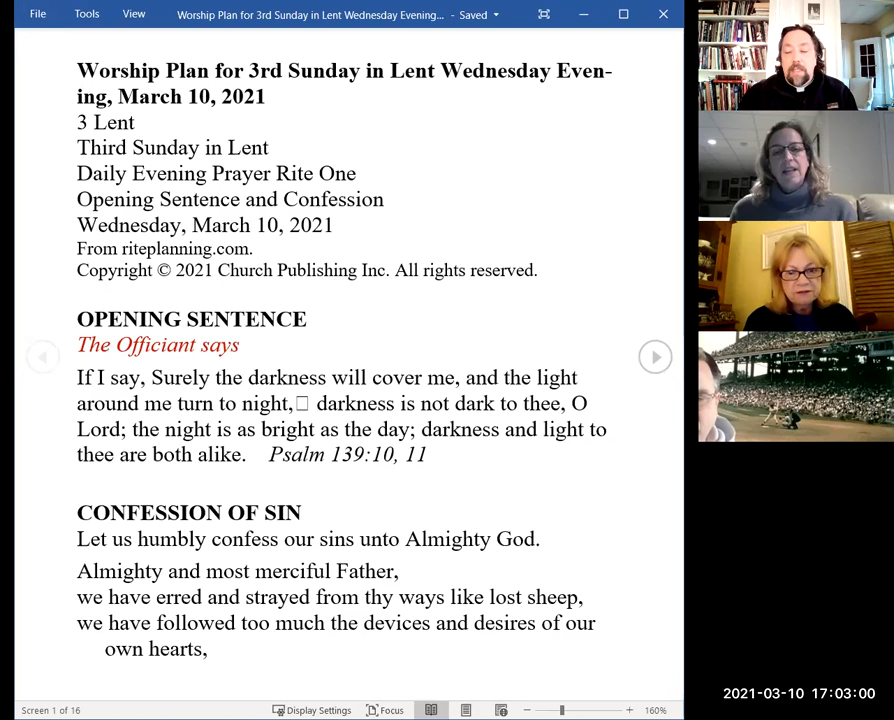 File Tools View Worship Plan for 3rd Sunday in Lent Wednesday Evening... - Saved
Worship Plan for 3rd Sunday in Lent Wednesday Even-
ing, March 10, 2021
3 Lent
Third Sunday in Lent
Daily Evening Prayer Rite One
Opening Sentence and Confession
Wednesday, March 10, 2021
From riteplanning.com.
Copyright © 2021 Church Publishing Inc. All rights reserved.
OPENING SENTENCE
The Officiant says
If I say, Surely the darkness will cover me, and the light
around me turn to night,□ darkness is not dark to thee, O
Lord; the night is as bright as the day; darkness and light to
thee are both alike. Psalm 139:10, 11
CONFESSION OF SIN
Let us humbly confess our sins unto Almighty God.
Almighty and most merciful Father,
we have erred and strayed from thy ways like lost sheep,
we have followed too much the devices and desires of our
own hearts,
Screen 1 of 16 Display Settings Focus 160%
2021-03-10 17:03:00